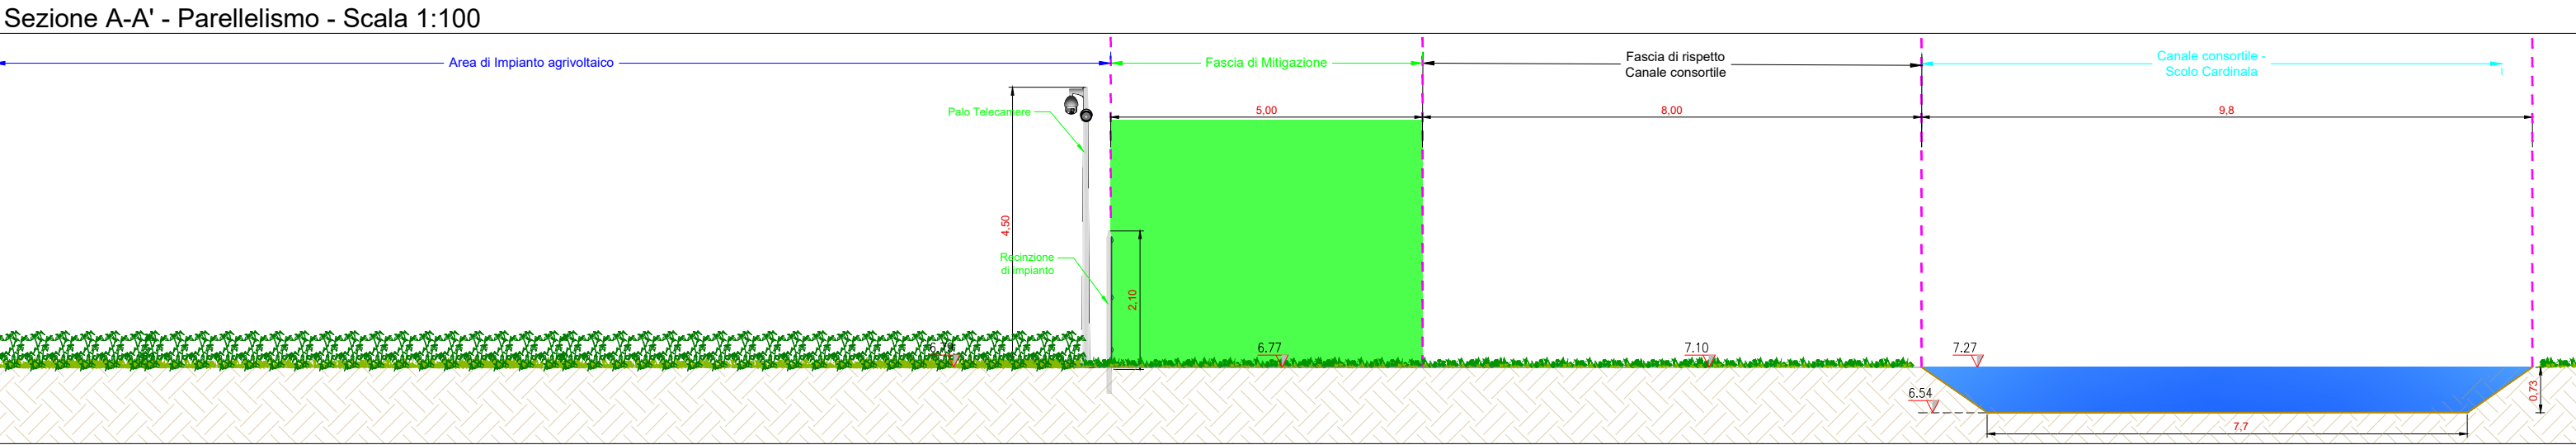 Sezione A-A' - Parellelismo - Scala 1:100
Area di Impianto agrivoltaico
Fascia di Mitigazione
Fascia di rispetto
Canale consortile
Canale consortile -
Scolo Cardinala
Palo Telecamere
5,00
8,00
9,8
4,50
Recinzione
di impianto
2,10
6.79
6.77
7.10
7.27
6.54
0,73
7,7